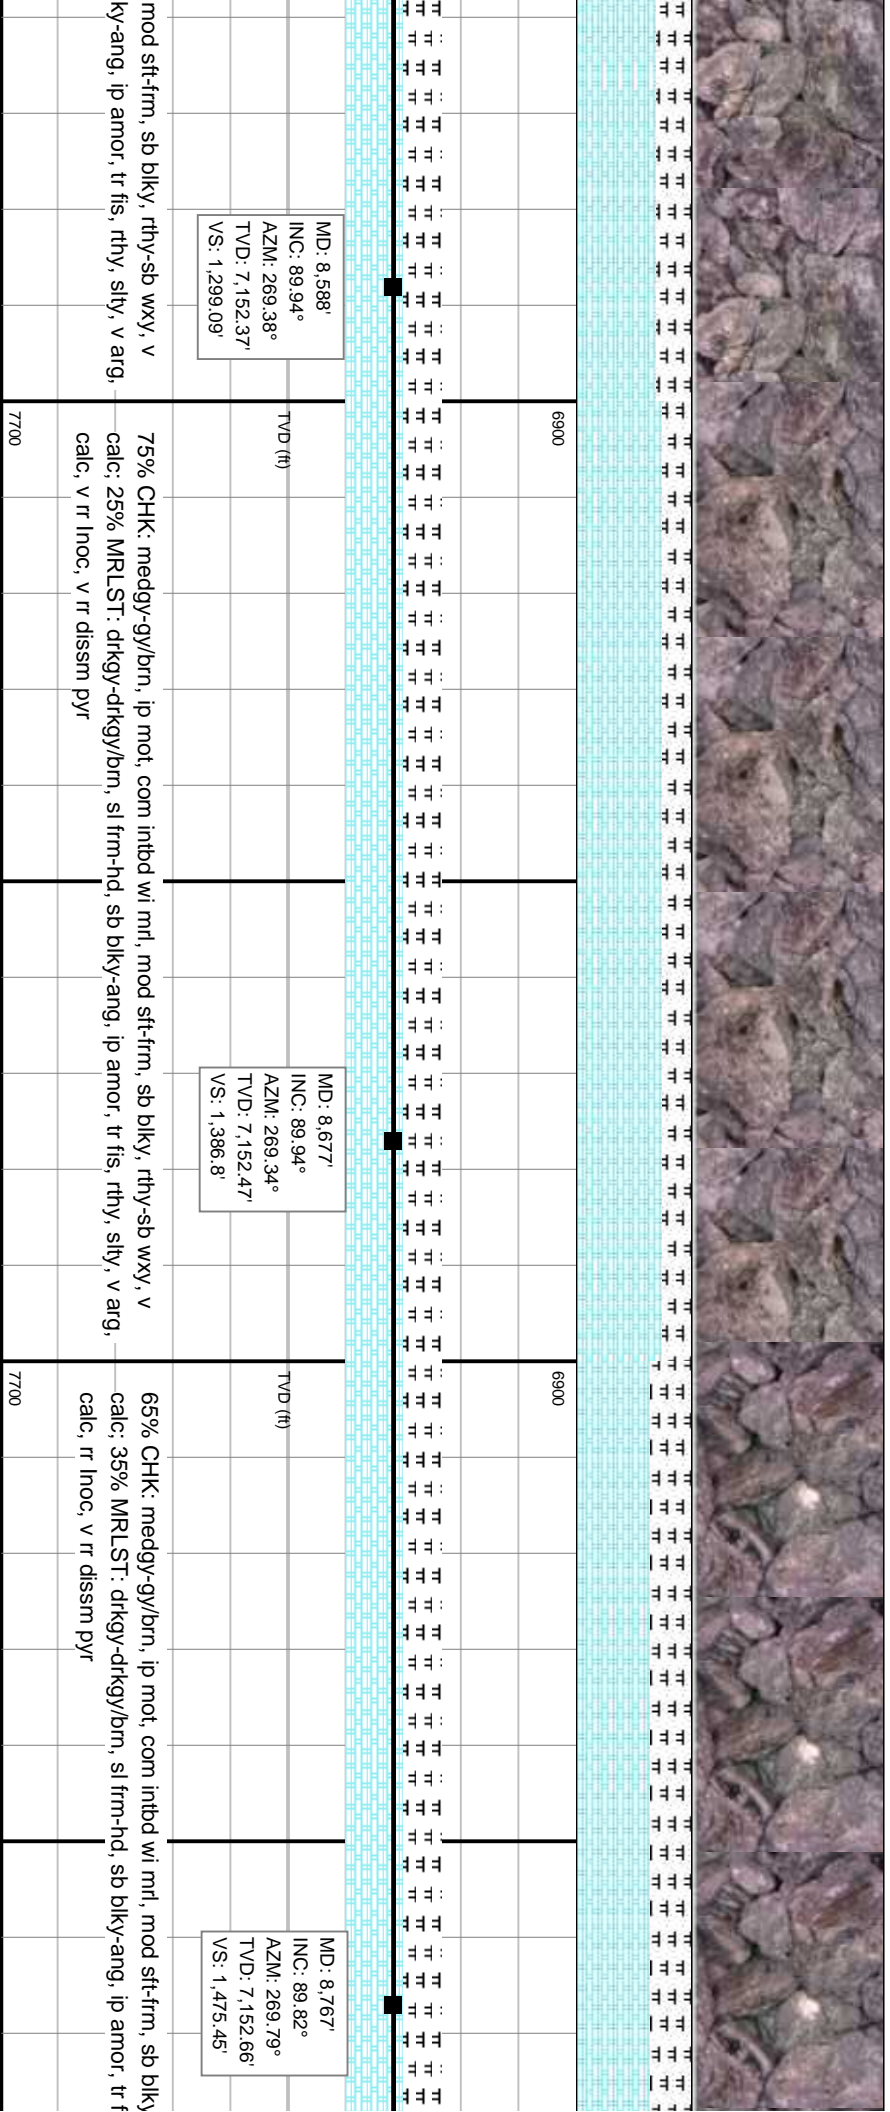 mod sft-frm, sb blky, rthy-sb wxy, v
ky-ang, ip amor, tr fis, rthy, slty, v arg,
MD: 8,588'
INC: 89.94°
AZM: 269.38°
TVD: 7,152.37'
VS: 1,299.09'
6900
TVD (ft)
7700
75% CHK: medgy-gy/brn, ip mot, com intbd wi mrl, mod sft-frm, sb blky, rthy-sb wxy, v
calc; 25% MRLST: drkgy-drkgy/brn, sl frm-hd, sb blky-ang, ip amor, tr fis, rthy, slty, v arg,
calc, v rr Inoc, v rr dissm pyr
MD: 8,677'
INC: 89.94°
AZM: 269.34°
TVD: 7,152.47'
VS: 1,386.8'
6900
TVD (ft)
7700
65% CHK: medgy-gy/brn, ip mot, com intbd wi mrl, mod sft-frm, sb blky
calc; 35% MRLST: drkgy-drkgy/brn, sl frm-hd, sb blky-ang, ip amor, tr f
calc, rr Inoc, v rr dissm pyr
MD: 8,767'
INC: 89.82°
AZM: 269.79°
TVD: 7,152.66'
VS: 1,475.45'